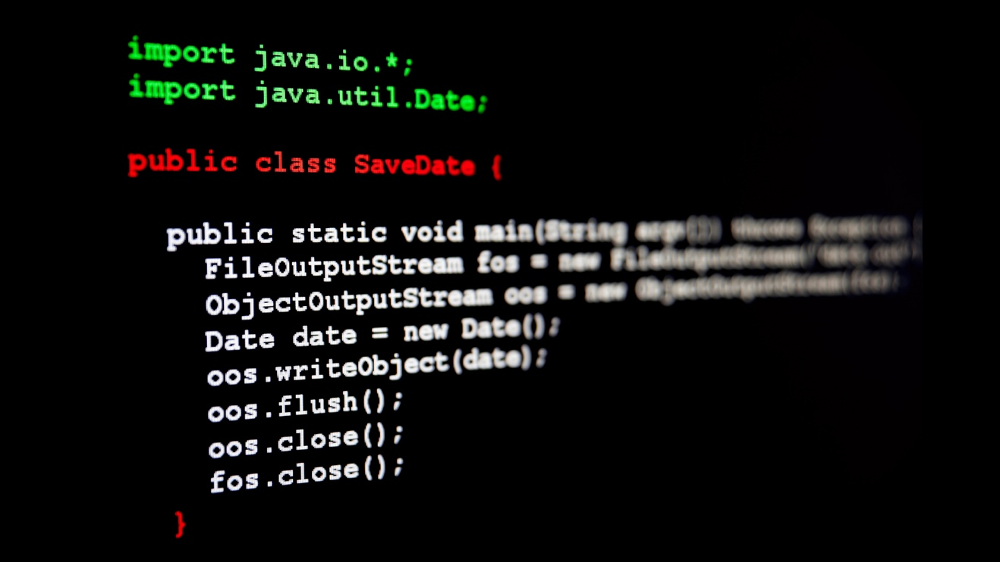 import java.io.*;
import java.util.Date;
public class SaveDate {
public static void main(String argv[]) throws Exception {
FileOutputStream fos = new FileOutputStream(
ObjectOutputStream oos = new ObjectOutputStream(fos);
Date date = new Date();
oos.writeObject(date);
oos.flush();
oos.close();
fos.close();
}